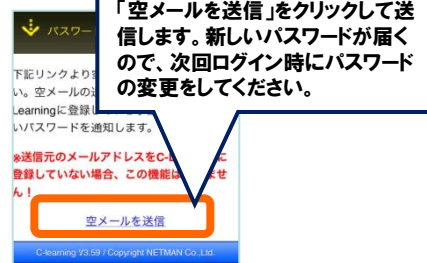 「空メールを送信」をクリックして送
信します。新しいパスワードが届く
ので、次回ログイン時にパスワード
の変更をしてください。
パスワー
下記リンクより
い。空メールの
Learningに登録し
いパスワードを通知します。
※送信元のメールアドレスをC-L に
登録していない場合、この機能は ませ
ん!
空メールを送信
C-learning V3.59 / Copyright NETMAN Co.,Ltd.